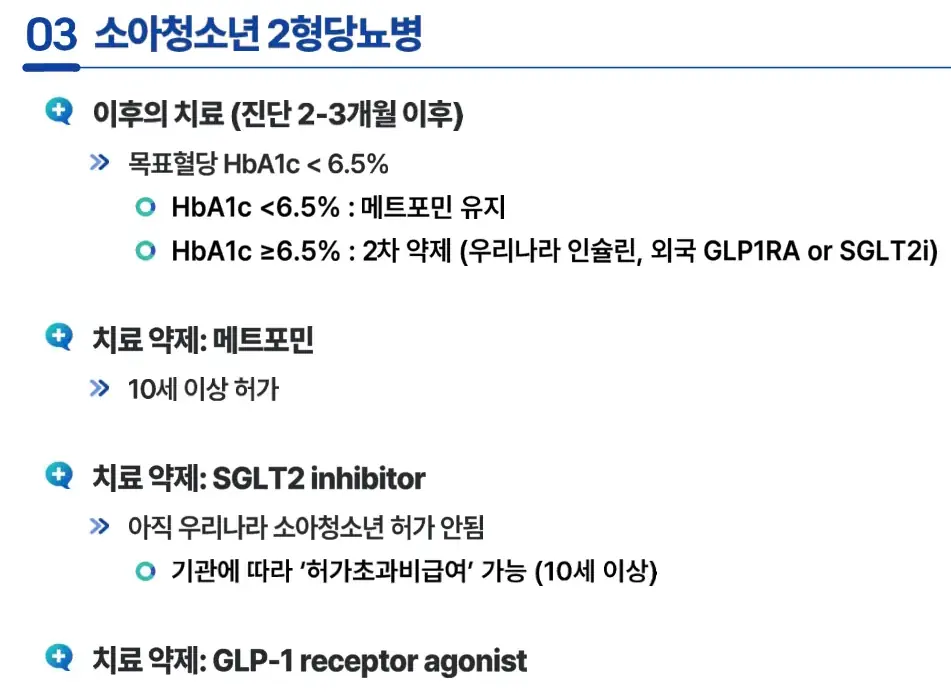 03 소아청소년 2형당뇨병
이후의 치료 (진단 2-3개월 이후)
목표혈당 HbA1c < 6.5%
HbA1c <6.5% : 메트포민 유지
HbA1c ≥6.5% : 2차 약제 (우리나라 인슐린, 외국 GLP1RA or SGLT2i)
치료 약제: 메트포민
10세 이상 허가
치료 약제: SGLT2 inhibitor
아직 우리나라 소아청소년 허가 안됨
기관에 따라 ‘허가초과비급여’ 가능 (10세 이상)
치료 약제: GLP-1 receptor agonist